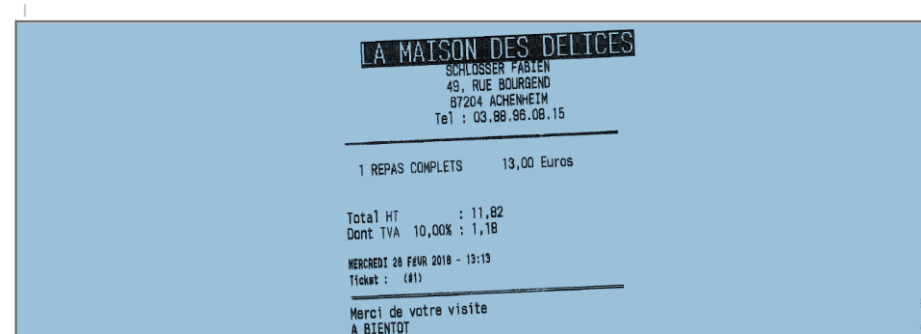 LA MAISON DES DELICES
SCHLOSSER FABIEN
49, RUE BOURGEND
67204 ACHENHEIM
Tel : 03.88.96.08.15
1 REPAS COMPLETS 13,00 Euros
Total HT : 11,82
Dont TVA 10,00% : 1,18
MERCREDI 28 FéVR 2018 - 13:13
Ticket : (#1)
Merci de votre visite
A BIENTOT